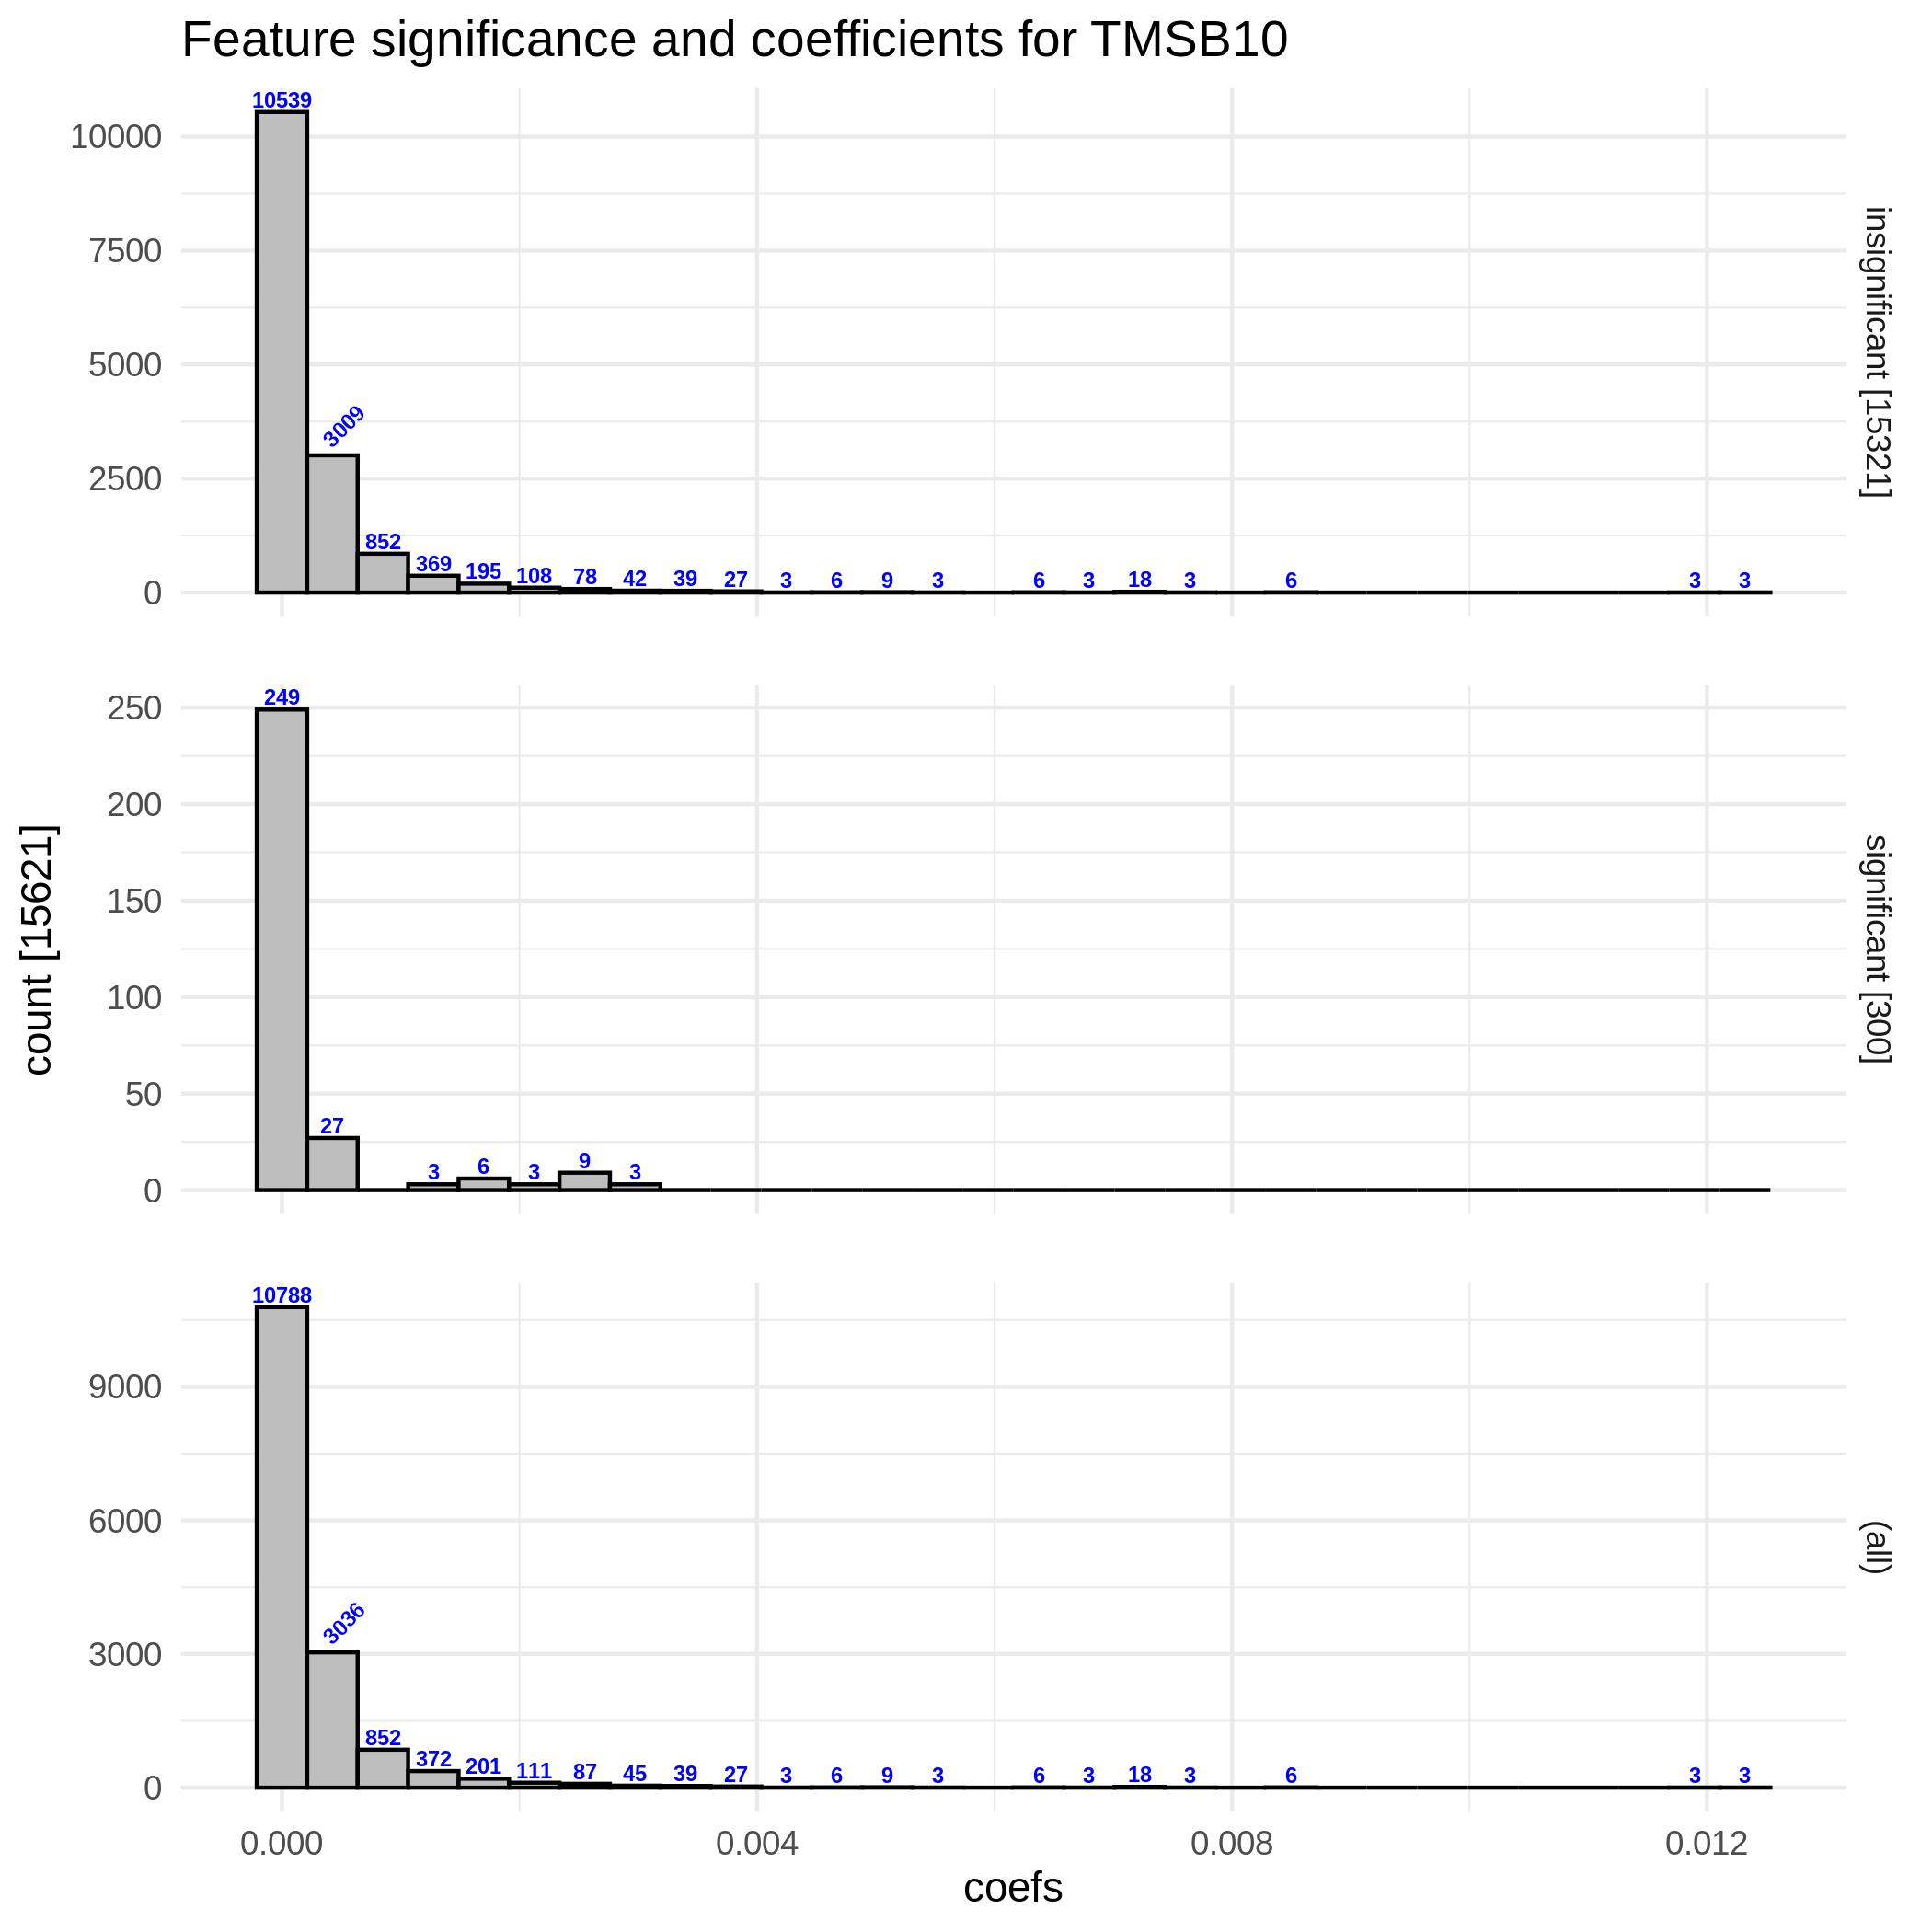 Feature significance and coefficients for TMSB10
10539
10000
7500
5000
3009
2500
852
369 195 108 78 42 39 27 3 6 9 3 6 3 18 3 6 3 3
0
insignificant [15321]
249
250
200
150
100
50
27
3 6 3 9 3
0
significant [300]
count [15621]
10788
9000
6000
3036
3000
852
372 201 111 87 45 39 27 3 6 9 3 6 3 18 3 6 3 3
0
(all)
0.000 0.004 0.008 0.012
coefs